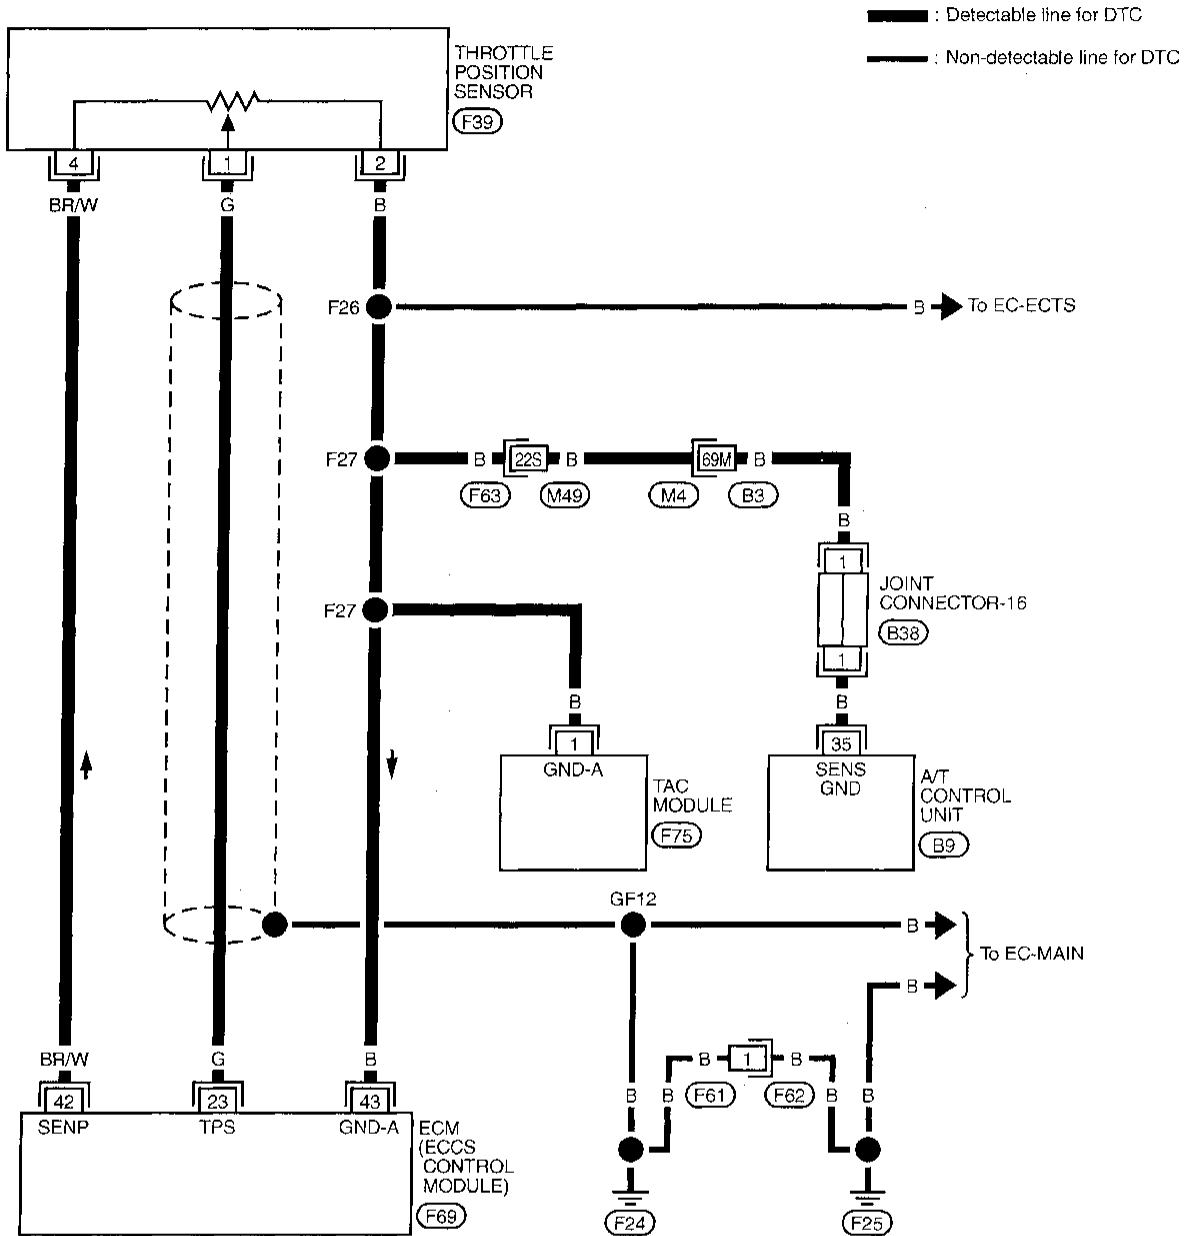 : Detectable line for DTC
: Non-detectable line for DTC
THROTTLE
POSITION
SENSOR
F39
4
1
2
BR/W
G
B
F26
B
To EC-ECTS
F27
B
22S
B
69M
B
F63
M49
M4
B3
B
1
JOINT
CONNECTOR-16
B38
1
F27
B
B
1
GND-A
TAC
MODULE
F75
35
SENS
GND
A/T
CONTROL
UNIT
B9
GF12
B
To EC-MAIN
B
BR/W
G
B
B
1
B
F61
F62
B
B
B
B
42
23
43
SENP
TPS
GND-A
ECM
(ECCS
CONTROL
MODULE)
F69
F24
F25